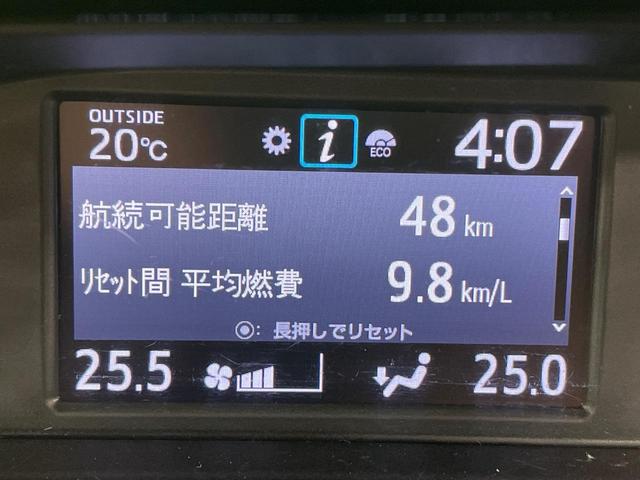 OUTSIDE
20℃
i
ECO
4:07
航続可能距離 48 km
ﾘｾｯﾄ間 平均燃費 9.8 km/L
◉: 長押しでリセット
25.5
25.0